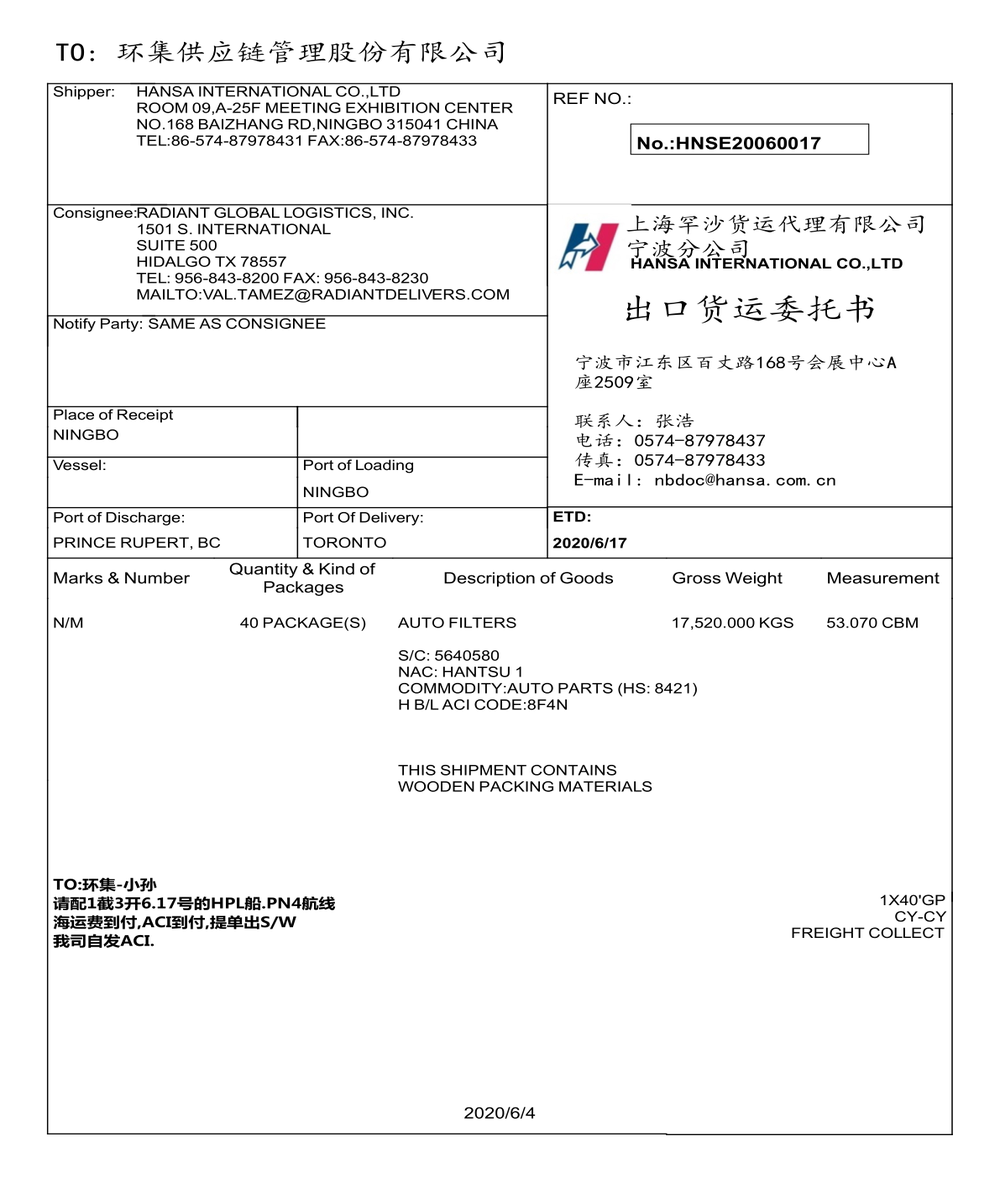 TO: 环集供应链管理股份有限公司
Shipper: HANSA INTERNATIONAL CO.,LTD
ROOM 09,A-25F MEETING EXHIBITION CENTER
NO.168 BAIZHANG RD,NINGBO 315041 CHINA
TEL:86-574-87978431 FAX:86-574-87978433
REF NO.:
No.:HNSE20060017
Consignee:RADIANT GLOBAL LOGISTICS, INC.
1501 S. INTERNATIONAL
SUITE 500
HIDALGO TX 78557
TEL: 956-843-8200 FAX: 956-843-8230
MAILTO:VAL.TAMEZ@RADIANTDELIVERS.COM
上海罕沙货运代理有限公司
宁波分公司
HANSA INTERNATIONAL CO.,LTD
出口货运委托书
Notify Party: SAME AS CONSIGNEE
宁波市江东区百丈路168号会展中心A
座2509室
联系人: 张浩
电话: 0574-87978437
传真: 0574-87978433
E-mail: nbdoc@hansa.com.cn
Place of Receipt
NINGBO
Vessel:
Port of Loading
NINGBO
Port of Discharge:
PRINCE RUPERT, BC
Port Of Delivery:
TORONTO
ETD:
2020/6/17
Marks & Number
Quantity & Kind of
Packages
Description of Goods
Gross Weight
Measurement
N/M
40 PACKAGE(S)
AUTO FILTERS
17,520.000 KGS
53.070 CBM
S/C: 5640580
NAC: HANTSU 1
COMMODITY:AUTO PARTS (HS: 8421)
H B/L ACI CODE:8F4N
THIS SHIPMENT CONTAINS
WOODEN PACKING MATERIALS
TO:环集-小孙
请配1截3开6.17号的HPL船.PN4航线
海运费到付,ACI到付,提单出S/W
我司自发ACI.
1X40'GP
CY-CY
FREIGHT COLLECT
2020/6/4